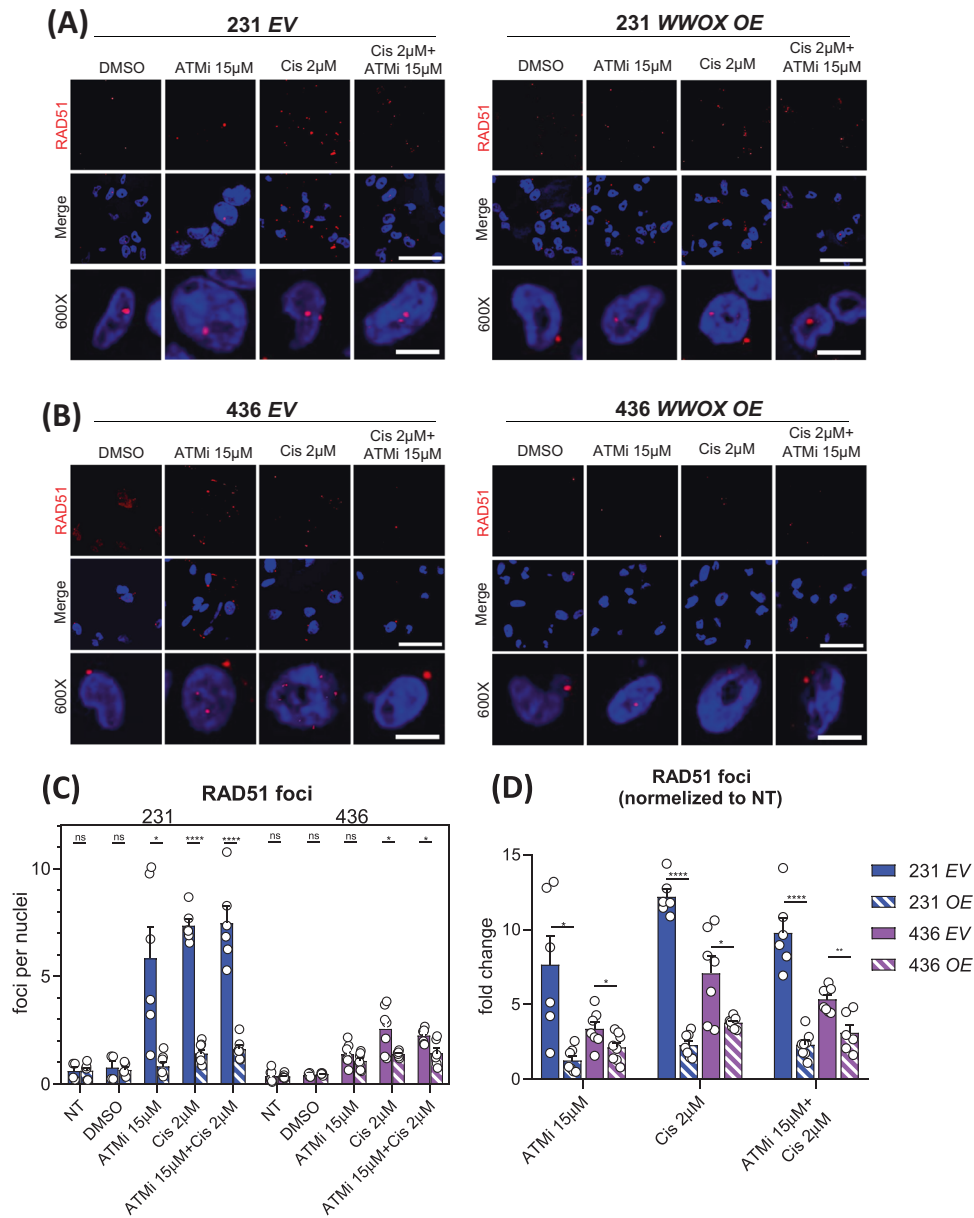 (A)
231 EV
231 WWOX OE
DMSO
ATMi 15µM
Cis 2µM
Cis 2µM+
ATMi 15µM
DMSO
ATMi 15µM
Cis 2µM
Cis 2µM+
ATMi 15µM
RAD51
Merge
600X
RAD51
Merge
600X
(B)
436 EV
436 WWOX OE
DMSO
ATMi 15µM
Cis 2µM
Cis 2µM+
ATMi 15µM
DMSO
ATMi 15µM
Cis 2µM
Cis 2µM+
ATMi 15µM
RAD51
Merge
600X
RAD51
Merge
600X
(C)
RAD51 foci
231
436
ns
ns
*
****
****
ns
ns
ns
*
*
foci per nuclei
10
5
0
NT
DMSO
ATMi 15µM
Cis 2µM
ATMi 15µM+Cis 2µM
NT
DMSO
ATMi 15µM
Cis 2µM
ATMi 15µM+Cis 2µM
(D)
RAD51 foci
(normelized to NT)
fold change
15
10
5
0
*
*
****
*
****
**
ATMi 15µM
Cis 2µM
ATMi 15µM+
Cis 2µM
231 EV
231 OE
436 EV
436 OE